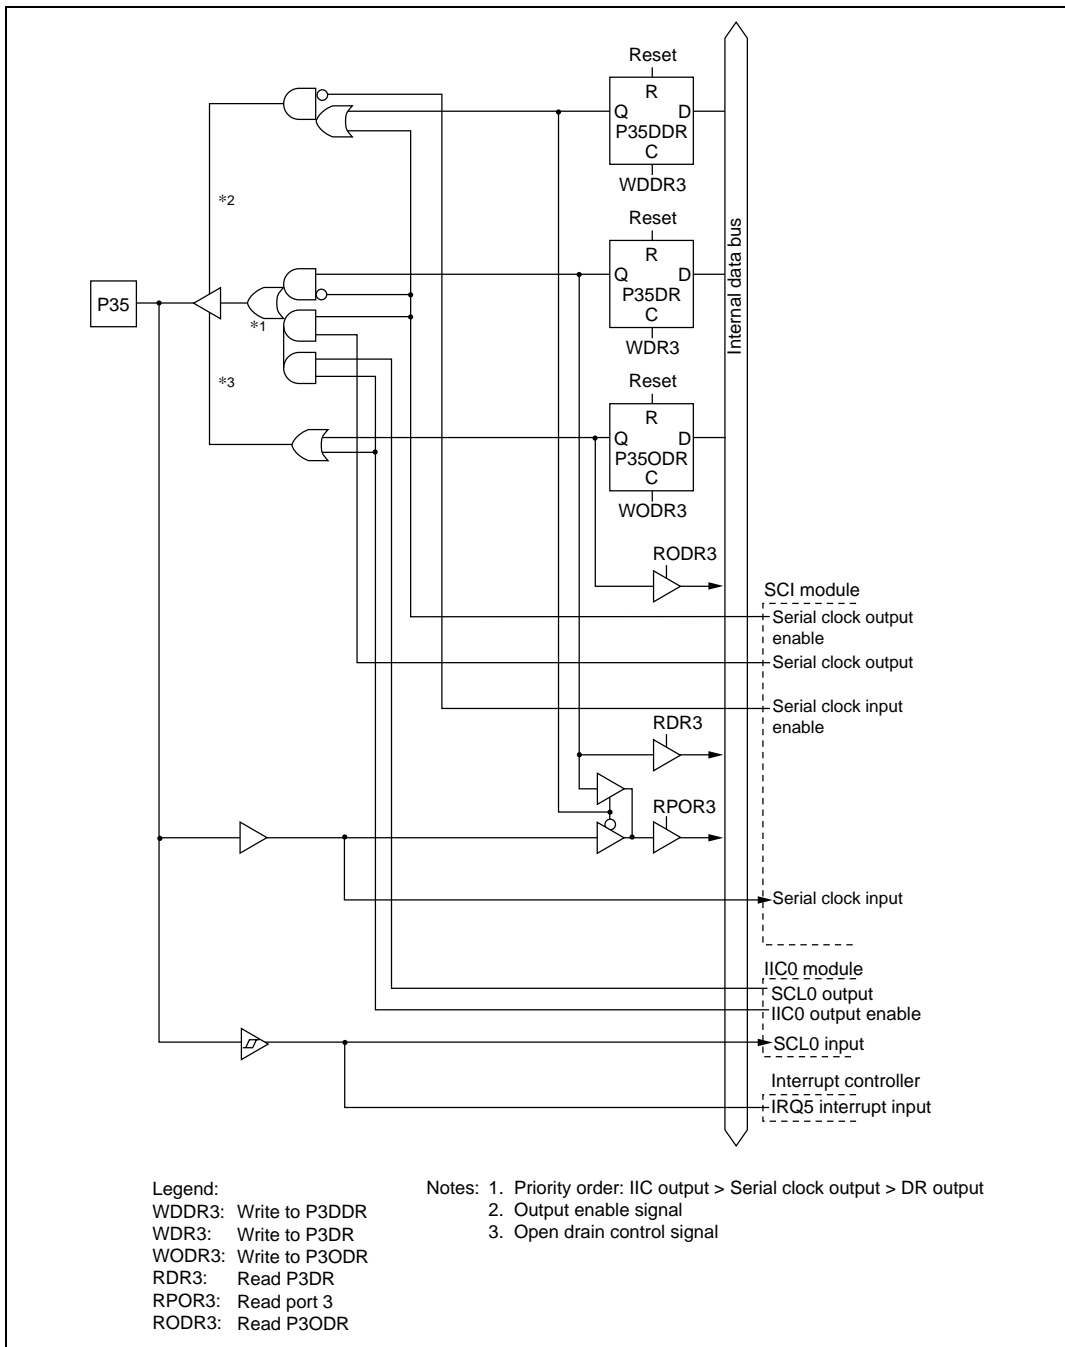 Reset
R
Q D
P35DDR
C
WDDR3
*2
Reset
R
Q D
P35DR
C
WDR3
P35
*1
*3
Internal data bus
Reset
R
Q D
P35ODR
C
WODR3
RODR3
SCI module
Serial clock output
enable
Serial clock output
Serial clock input
enable
RDR3
RPOR3
Serial clock input
IIC0 module
SCL0 output
IIC0 output enable
SCL0 input
Interrupt controller
IRQ5 interrupt input
Legend:
WDDR3: Write to P3DDR
WDR3: Write to P3DR
WODR3: Write to P3ODR
RDR3: Read P3DR
RPOR3: Read port 3
RODR3: Read P3ODR
Notes: 1. Priority order: IIC output > Serial clock output > DR output
2. Output enable signal
3. Open drain control signal